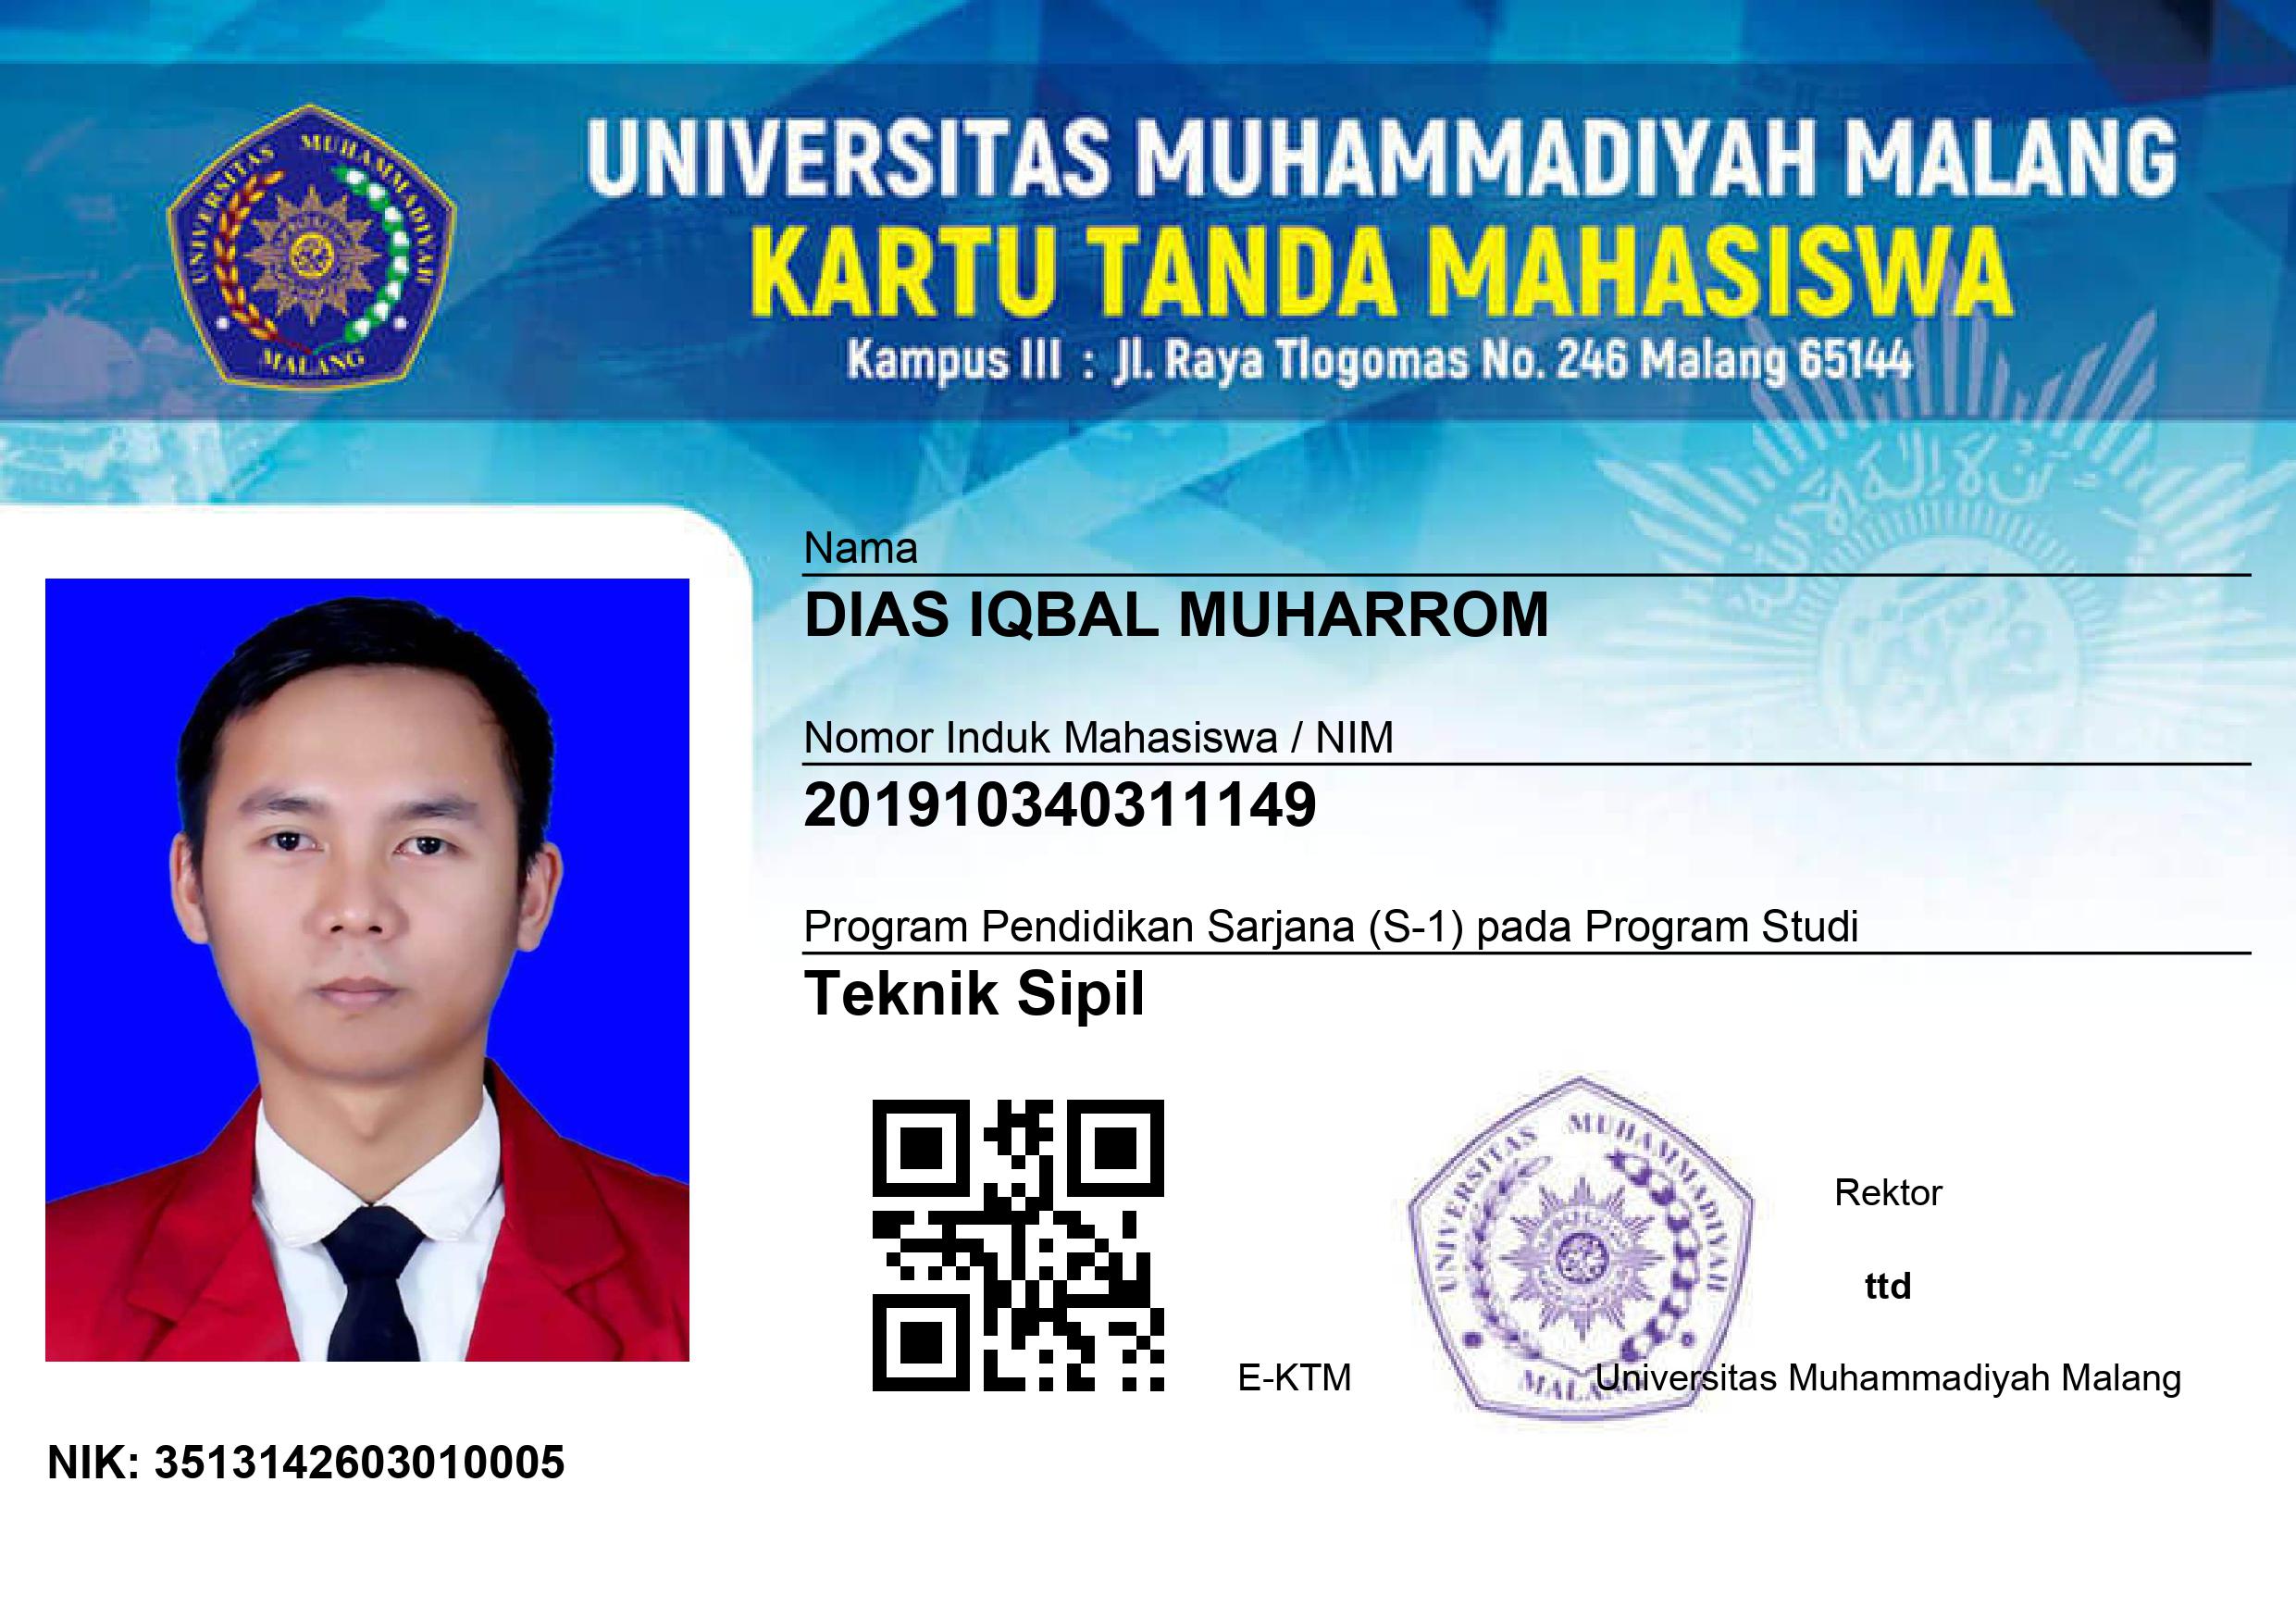 UNIVERSITAS MUHAMMADIYAH MALANG
UNIVERSITAS MUHAMMADIYAH
MALANG
KARTU TANDA MAHASISWA
Kampus III : Jl. Raya Tlogomas No. 246 Malang 65144
Nama
DIAS IQBAL MUHARROM
Nomor Induk Mahasiswa / NIM
201910340311149
Program Pendidikan Sarjana (S-1) pada Program Studi
Teknik Sipil
UNIVERSITAS MUHAMMADIYAH
MALANG
Rektor
ttd
E-KTM
Universitas Muhammadiyah Malang
NIK: 3513142603010005